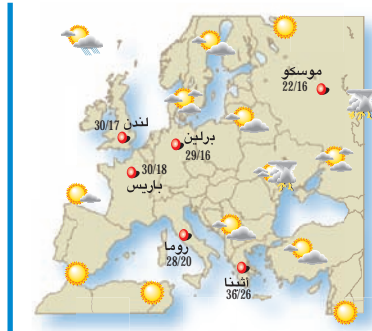 موسكو
22/16
لندن 30/17
برلين
29/16
30/18
باريس
روما
28/20
أثينا
36/26